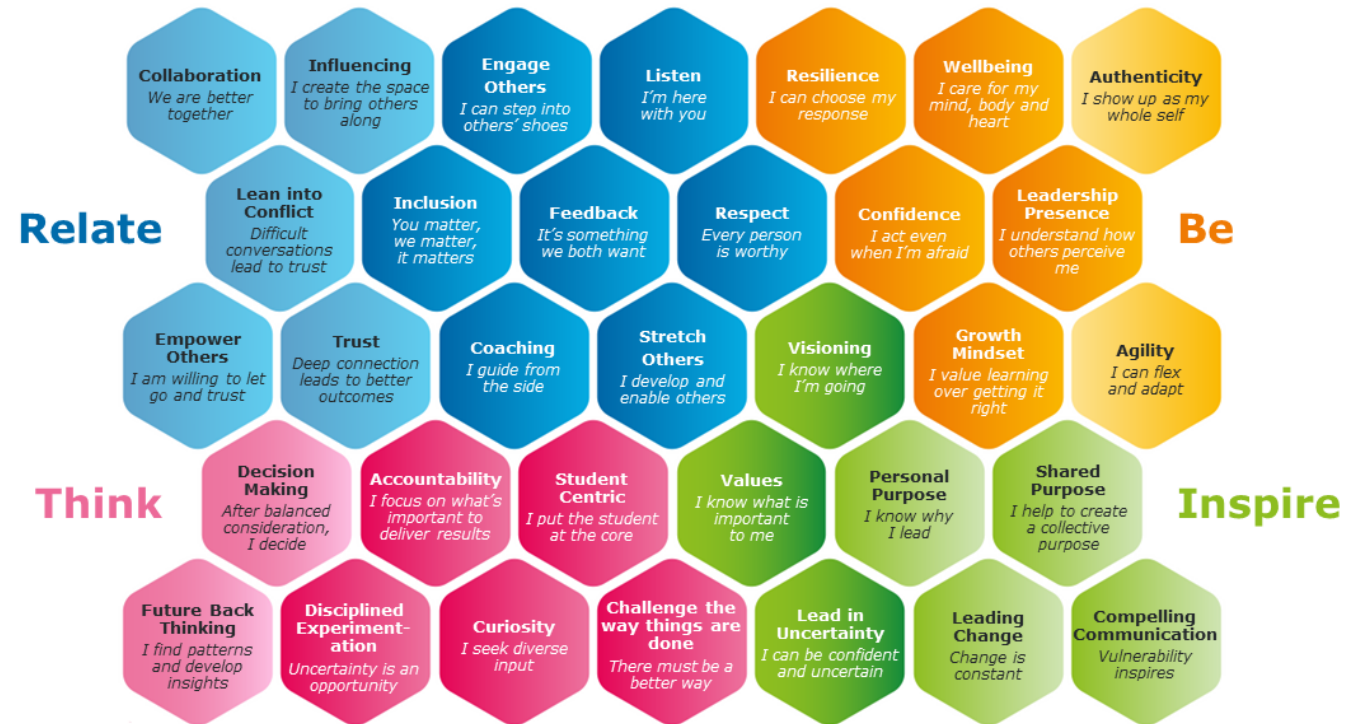 Collaboration
We are better
together
Influencing
I create the space
to bring others
along
Engage
Others
I can step into
others' shoes
Listen
I'm here
with you
Resilience
I can choose my
response
Wellbeing
I care for my
mind, body and
heart
Authenticity
I show up as my
whole self
Relate
Lean into
Conflict
Difficult
conversations
lead to trust
Inclusion
You matter,
we matter,
it matters
Feedback
It's something
we both want
Respect
Every person
is worthy
Confidence
I act even
when I'm afraid
Leadership
Presence
I understand how
others perceive
me
Be
Empower
Others
I am willing to let
go and trust
Trust
Deep connection
leads to better
outcomes
Coaching
I guide from
the side
Stretch
Others
I develop and
enable others
Visioning
I know where
I'm going
Growth
Mindset
I value learning
over getting it
right
Agility
I can flex
and adapt
Think
Decision
Making
After balanced
consideration,
I decide
Accountability
I focus on what's
important to
deliver results
Student
Centric
I put the student
at the core
Values
I know what is
important
to me
Personal
Purpose
I know why
I lead
Shared
Purpose
I help to create
a collective
purpose
Inspire
Future Back
Thinking
I find patterns
and develop
insights
Disciplined
Experiment-
ation
Uncertainty is an
opportunity
Curiosity
I seek diverse
input
Challenge the
way things are
done
There must be a
better way
Lead in
Uncertainty
I can be confident
and uncertain
Leading
Change
Change is
constant
Compelling
Communication
Vulnerability
inspires